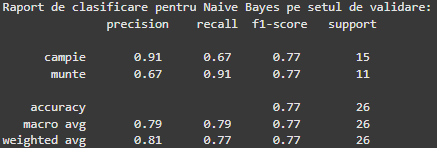 Raport de clasificare pentru Naive Bayes pe setul de validare:
precision recall f1-score support
campie 0.91 0.67 0.77 15
munte 0.67 0.91 0.77 11
accuracy 0.77 26
macro avg 0.79 0.79 0.77 26
weighted avg 0.81 0.77 0.77 26